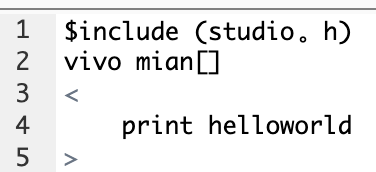 1 $include (studio。h)
2 vivo mian[]
3 <
4 print helloworld
5 >